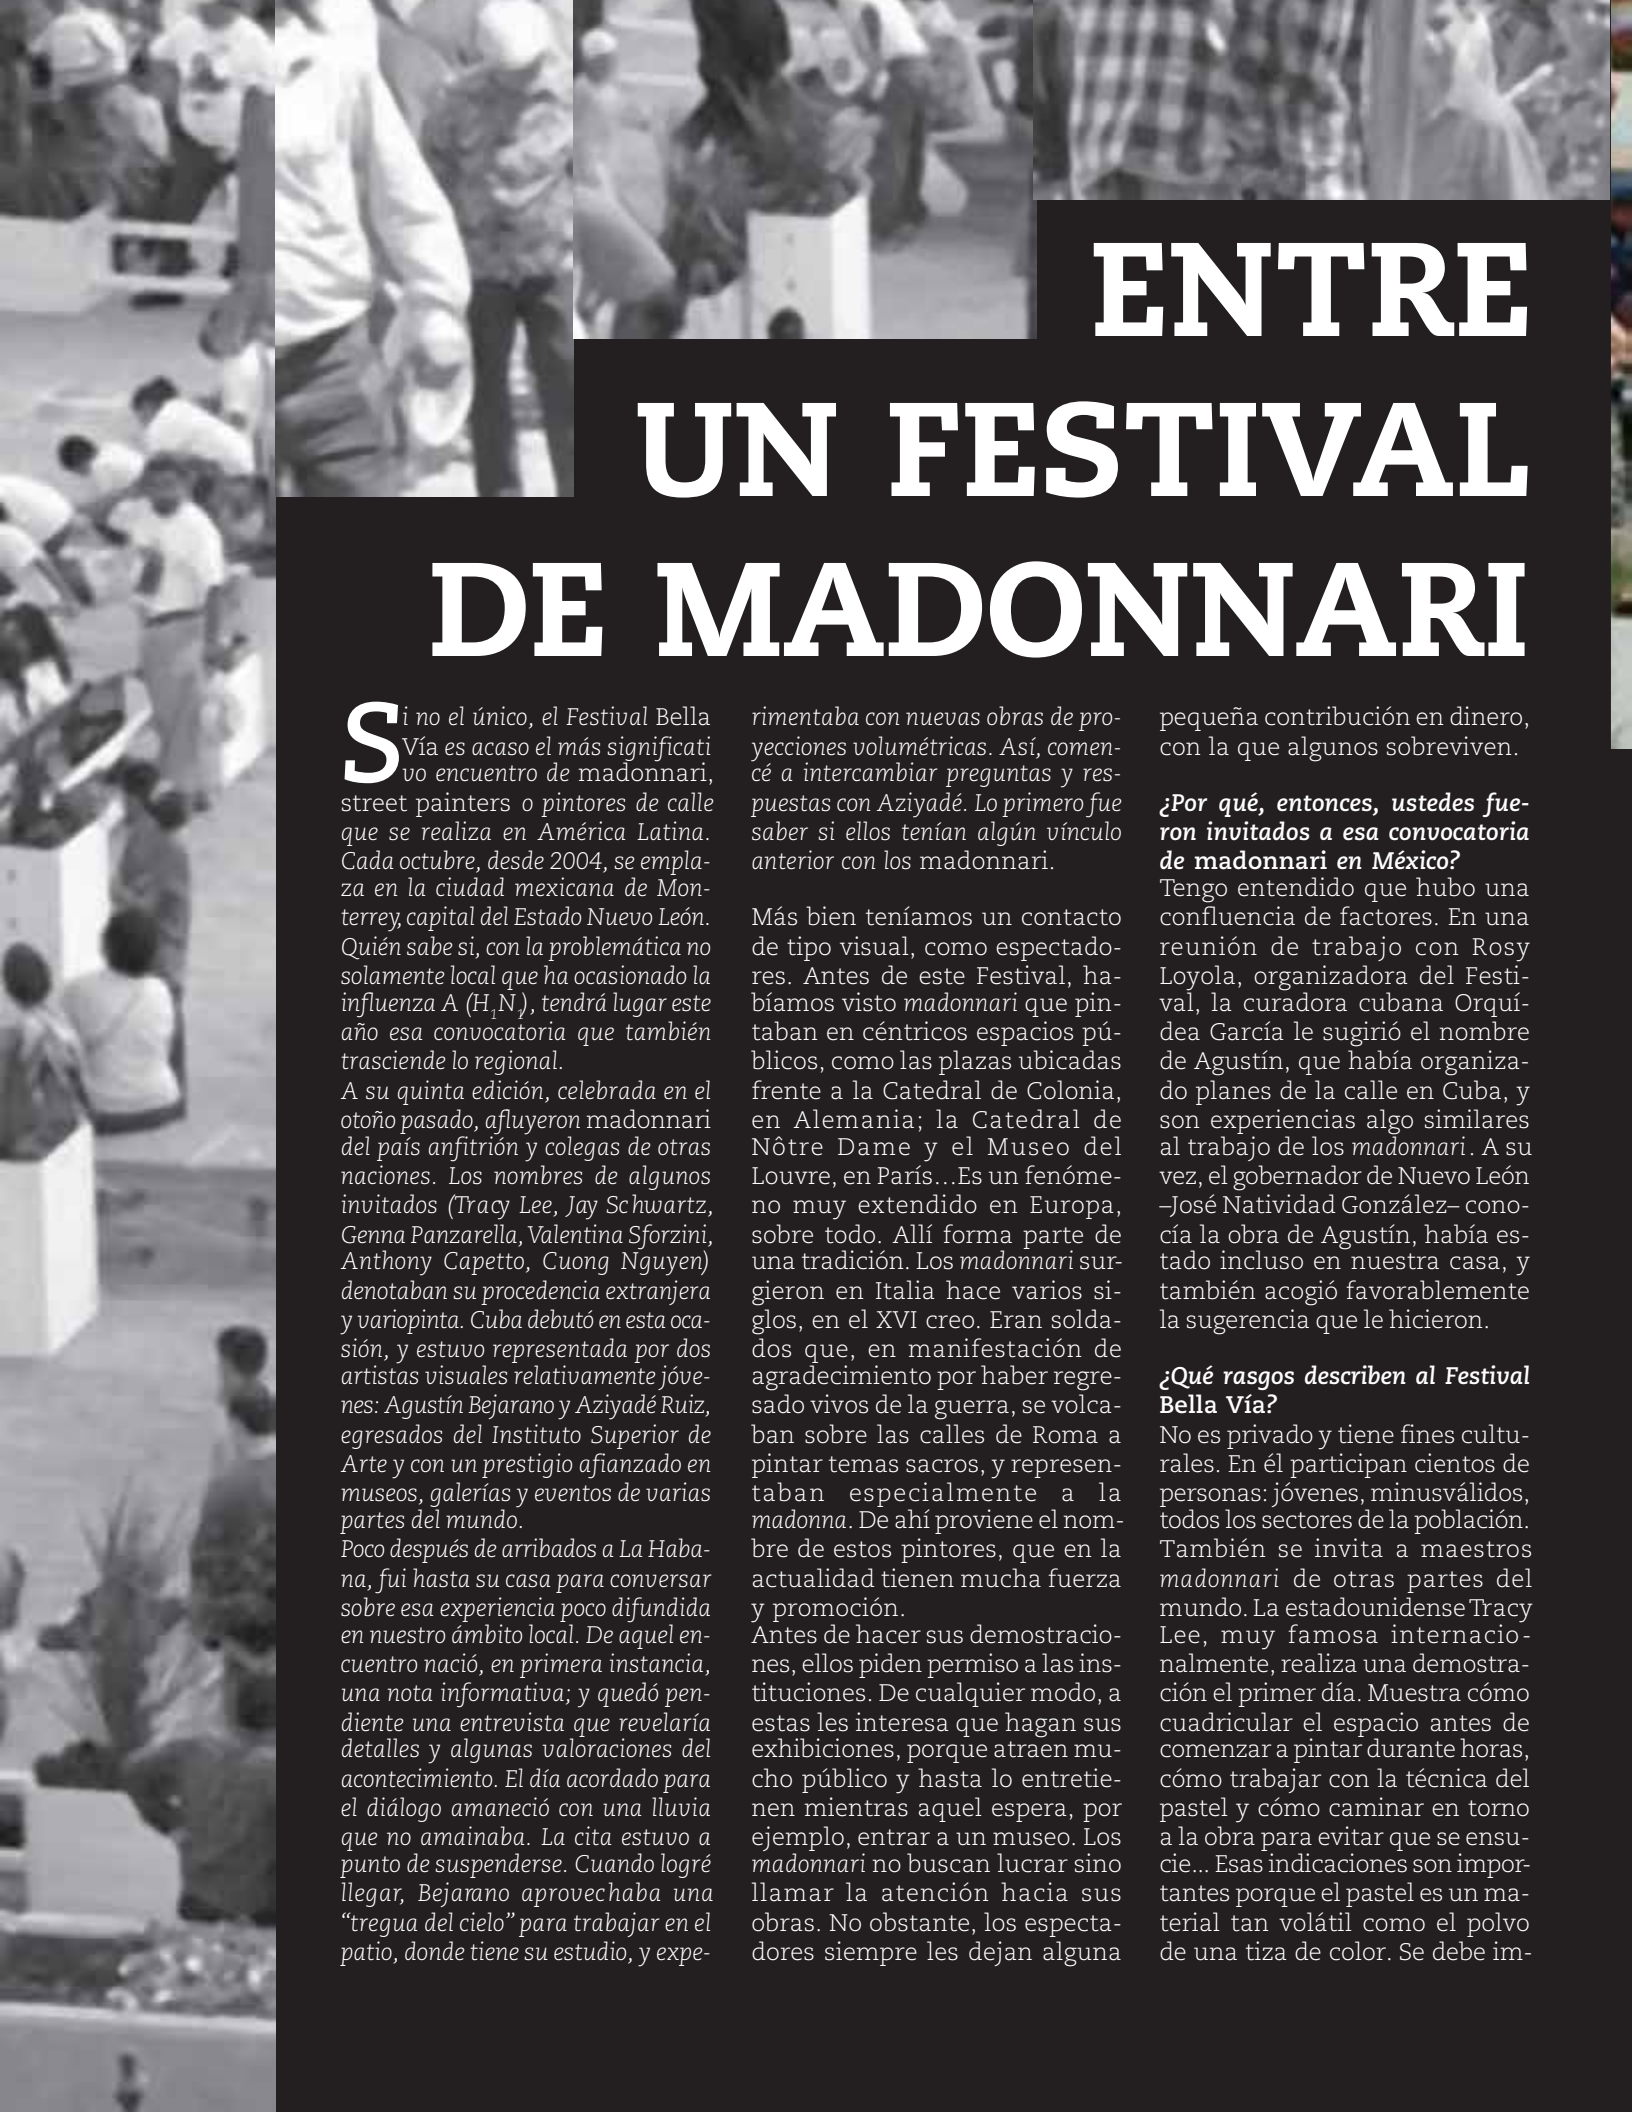 ENTRE
UN FESTIVAL
DE MADONNARI
Si no el único, el Festival Bella
Vía es acaso el más significati
vo encuentro de madonnari,
street painters o pintores de calle
que se realiza en América Latina.
Cada octubre, desde 2004, se empla-
za en la ciudad mexicana de Mon-
terrey, capital del Estado Nuevo León.
Quién sabe si, con la problemática no
solamente local que ha ocasionado la
influenza A (H1N1), tendrá lugar este
año esa convocatoria que también
trasciende lo regional.
A su quinta edición, celebrada en el
otoño pasado, afluyeron madonnari
del país anfitrión y colegas de otras
naciones. Los nombres de algunos
invitados (Tracy Lee, Jay Schwartz,
Genna Panzarella, Valentina Sforzini,
Anthony Capetto, Cuong Nguyen)
denotaban su procedencia extranjera
y variopinta. Cuba debutó en esta oca-
sión, y estuvo representada por dos
artistas visuales relativamente jóve-
nes: Agustín Bejarano y Aziyadé Ruiz,
egresados del Instituto Superior de
Arte y con un prestigio afianzado en
museos, galerías y eventos de varias
partes del mundo.
Poco después de arribados a La Haba-
na, fui hasta su casa para conversar
sobre esa experiencia poco difundida
en nuestro ámbito local. De aquel en-
cuentro nació, en primera instancia,
una nota informativa; y quedó pen-
diente una entrevista que revelaría
detalles y algunas valoraciones del
acontecimiento. El día acordado para
el diálogo amaneció con una lluvia
que no amainaba. La cita estuvo a
punto de suspenderse. Cuando logré
llegar, Bejarano aprovechaba una
“tregua del cielo” para trabajar en el
patio, donde tiene su estudio, y expe-
rimentaba con nuevas obras de pro-
yecciones volumétricas. Así, comen-
cé a intercambiar preguntas y res-
puestas con Aziyadé. Lo primero fue
saber si ellos tenían algún vínculo
anterior con los madonnari.
Más bien teníamos un contacto
de tipo visual, como espectado-
res. Antes de este Festival, ha-
bíamos visto madonnari que pin-
taban en céntricos espacios pú-
blicos, como las plazas ubicadas
frente a la Catedral de Colonia,
en Alemania; la Catedral de
Nôtre Dame y el Museo del
Louvre, en París...Es un fenóme-
no muy extendido en Europa,
sobre todo. Allí forma parte de
una tradición. Los madonnari sur-
gieron en Italia hace varios si-
glos, en el XVI creo. Eran solda-
dos que, en manifestación de
agradecimiento por haber regre-
sado vivos de la guerra, se volca-
ban sobre las calles de Roma a
pintar temas sacros, y represen-
taban especialmente a la
madonna. De ahí proviene el nom-
bre de estos pintores, que en la
actualidad tienen mucha fuerza
y promoción.
Antes de hacer sus demostracio-
nes, ellos piden permiso a las ins-
tituciones. De cualquier modo, a
estas les interesa que hagan sus
exhibiciones, porque atraen mu-
cho público y hasta lo entretie-
nen mientras aquel espera, por
ejemplo, entrar a un museo. Los
madonnari no buscan lucrar sino
llamar la atención hacia sus
obras. No obstante, los especta-
dores siempre les dejan alguna
pequeña contribución en dinero,
con la que algunos sobreviven.
¿Por qué, entonces, ustedes fue-
ron invitados a esa convocatoria
de madonnari en México?
Tengo entendido que hubo una
confluencia de factores. En una
reunión de trabajo con Rosy
Loyola, organizadora del Festi-
val, la curadora cubana Orquí-
dea García le sugirió el nombre
de Agustín, que había organiza-
do planes de la calle en Cuba, y
son experiencias algo similares
al trabajo de los madonnari. A su
vez, el gobernador de Nuevo León
–José Natividad González– cono-
cía la obra de Agustín, había es-
tado incluso en nuestra casa, y
también acogió favorablemente
la sugerencia que le hicieron.
¿Qué rasgos describen al Festival
Bella Vía?
No es privado y tiene fines cultu-
rales. En él participan cientos de
personas: jóvenes, minusválidos,
todos los sectores de la población.
También se invita a maestros
madonnari de otras partes del
mundo. La estadounidense Tracy
Lee, muy famosa internacio-
nalmente, realiza una demostra-
ción el primer día. Muestra cómo
cuadricular el espacio antes de
comenzar a pintar durante horas,
cómo trabajar con la técnica del
pastel y cómo caminar en torno
a la obra para evitar que se ensu-
cie... Esas indicaciones son impor-
tantes porque el pastel es un ma-
terial tan volátil como el polvo
de una tiza de color. Se debe im-